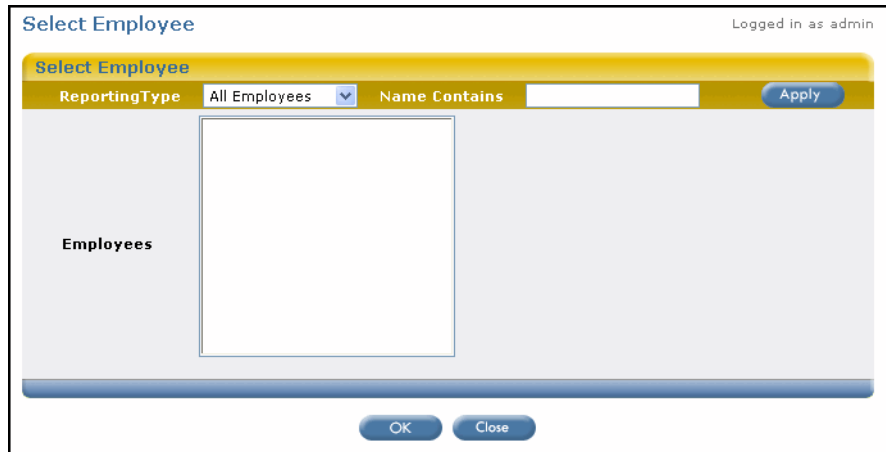 Select Employee
Logged in as admin
Select Employee
ReportingType All Employees Name Contains Apply
Employees
OK Close